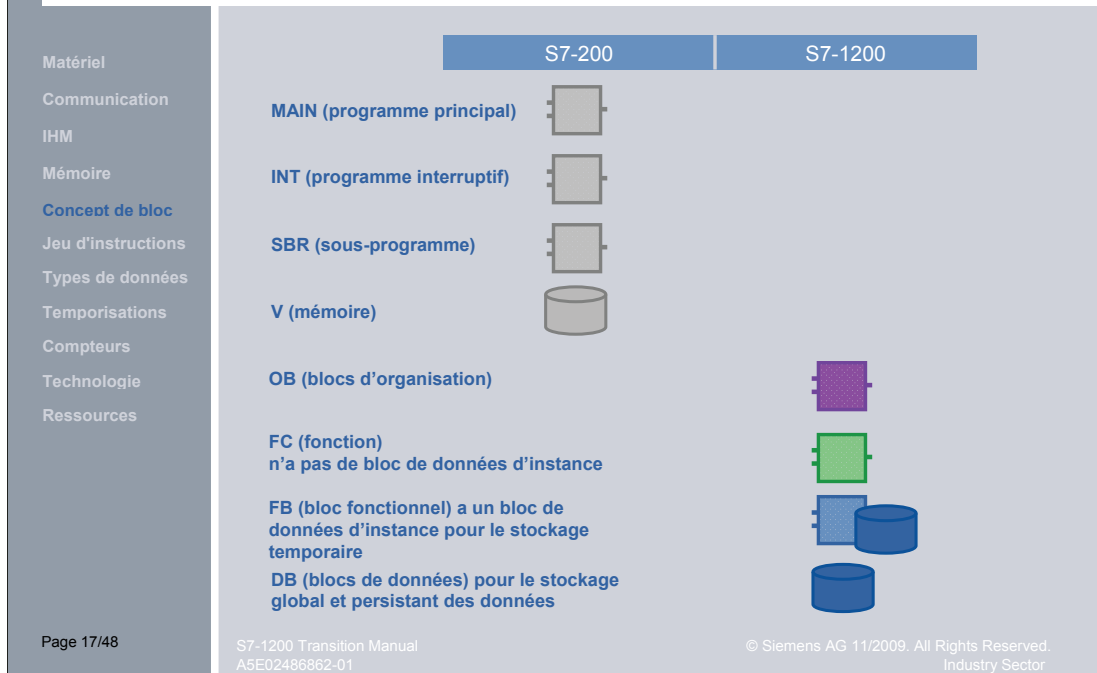 Matériel
Communication
IHM
Mémoire
Concept de bloc
Jeu d'instructions
Types de données
Temporisations
Compteurs
Technologie
Ressources
Page 17/48
S7-200
S7-1200
MAIN (programme principal)
INT (programme interruptif)
SBR (sous-programme)
V (mémoire)
OB (blocs d'organisation)
FC (fonction)
n'a pas de bloc de données d'instance
FB (bloc fonctionnel) a un bloc de
données d'instance pour le stockage
temporaire
DB (blocs de données) pour le stockage
global et persistant des données
S7-1200 Transition Manual
A5E02486862-01
© Siemens AG 11/2009. All Rights Reserved.
Industry Sector